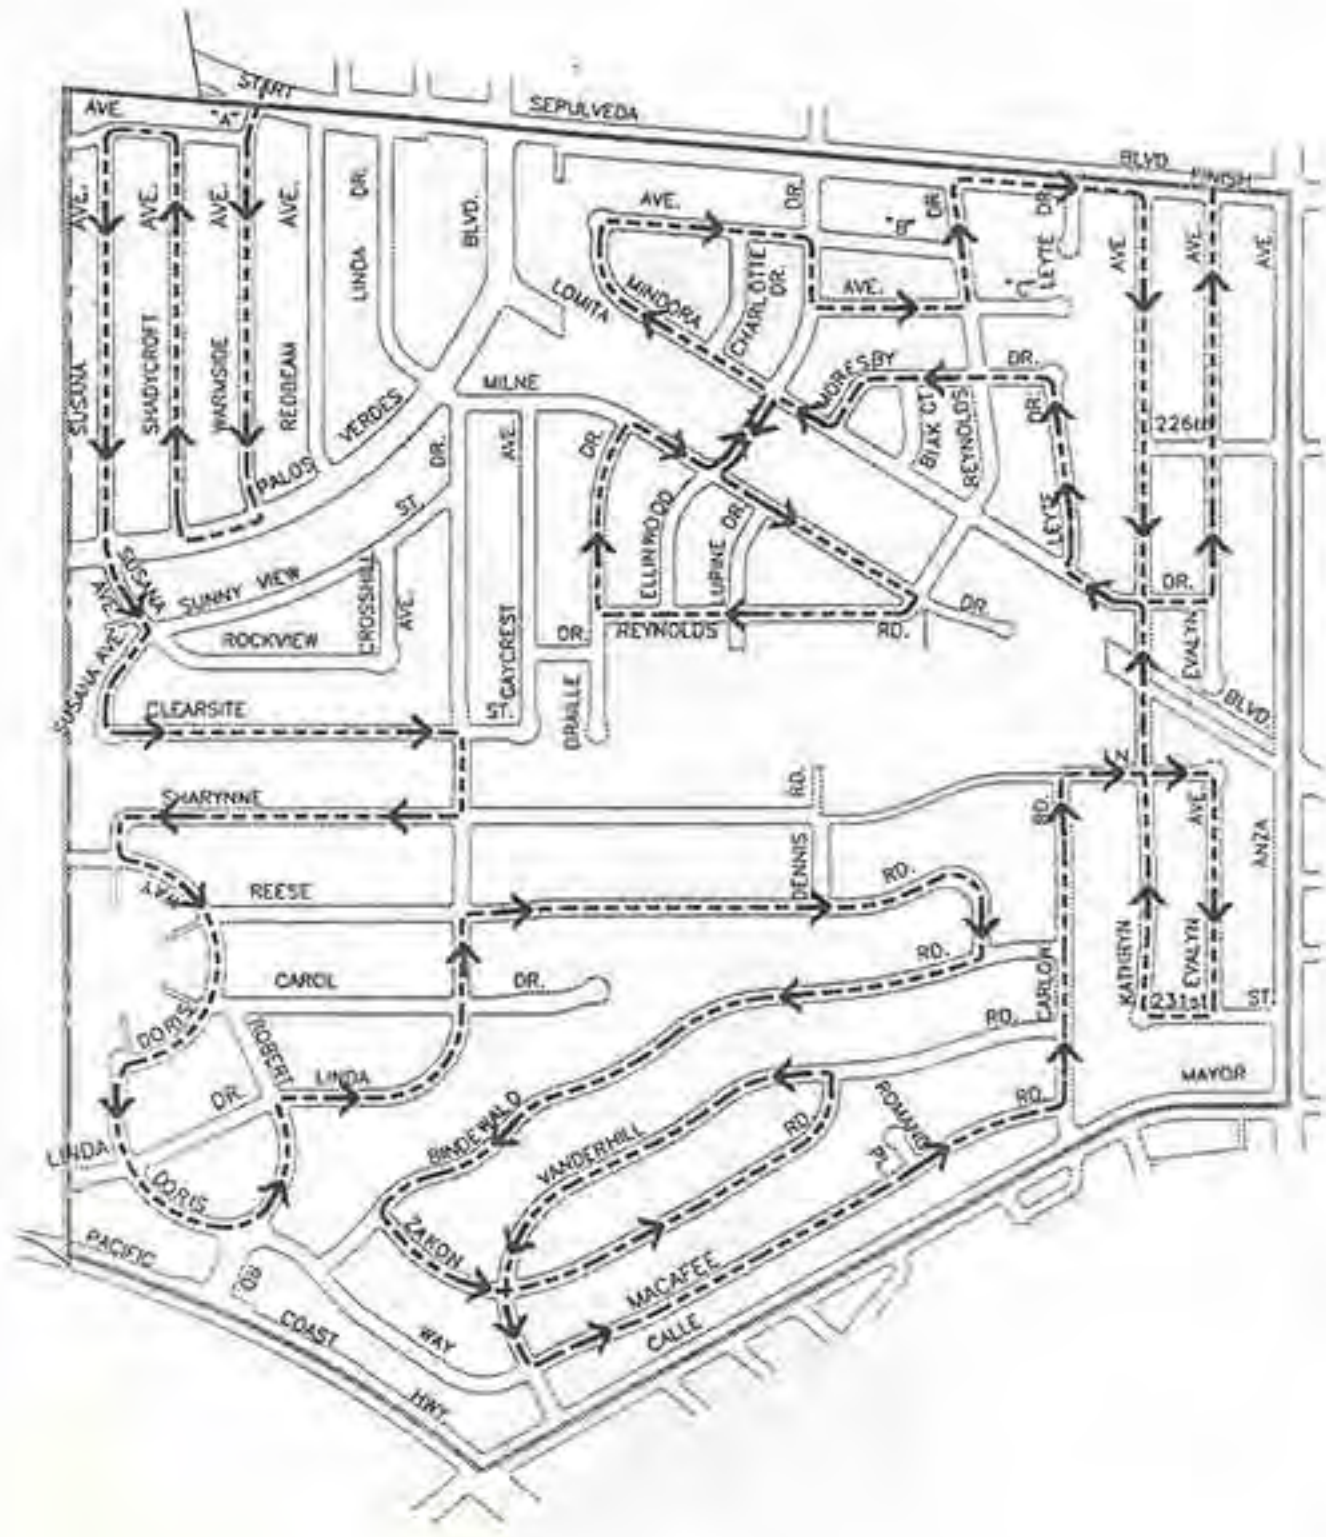 START
AVE.
"A"
SEPULVEDA
BLVD
FINISH
SUSANA AVE.
SHADYCROFT AVE.
WARMSIDE AVE.
REDBEAM AVE.
LINDA DR.
BLVD.
AVE.
DR.
"B"
DR.
LEYTE DR.
"C"
AVE.
AVE.
AVE
LOMITA
MINDORA
CHARLOTTE DR.
AVE.
MORESBY
DR.
MILNE
VERDES
PALOS
DR.
AVE.
DR.
BIAK CT
REYNOLDS
DR.
LEYTE
226th
ST.
SUSANA AVE.
SUNNY VIEW
CROSSHILL
AVE.
ROCKVIEW
ELLINWOOD
LUPINE DR.
DR.
REYNOLDS
RD.
DR.
DR.
EVALYN
SUSANA AVE.
CLEARSITE
ST.
GAYCREST
DRAILLE
BLVD
SHARYNNE
RD.
LN
RD.
AVE.
ANZA
WAY
REESE
DENNIS
RD.
RD.
CAROL
DR.
RD.
CARLOW
KATHRYN
EVALYN
231st
ST.
DORIS
ROBERT
LINDA
DR.
MAYOR
LINDA
DORIS
BINDEWALD
VANDERHILL
RD.
ROMANS
PL
RD.
PACIFIC
RD
ZAKON
MACAFEE
COAST
WAY
CALLE
HWY.